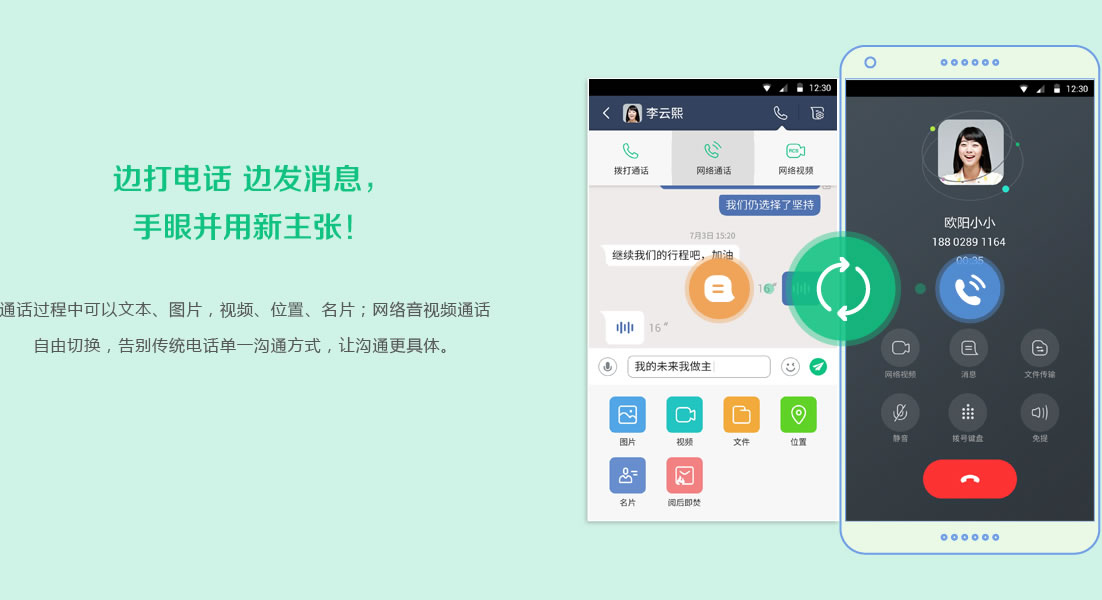 边打电话 边发消息，
手眼并用新主张！
通话过程中可以文本、图片，视频、位置、名片；网络音视频通话
自由切换，告别传统电话单一沟通方式，让沟通更具体。
12:30
李云熙
拨打通话 网络通话 网络视频
我们仍选择了坚持
7月3日 15:20
继续我们的行程吧，加油
16"
16"
我的未来我做主
图片 视频 文件 位置
名片 阅后即焚
12:30
欧阳小小
188 0289 1164
00:35
网络视频 消息 文件传输
静音 拨号键盘 免提